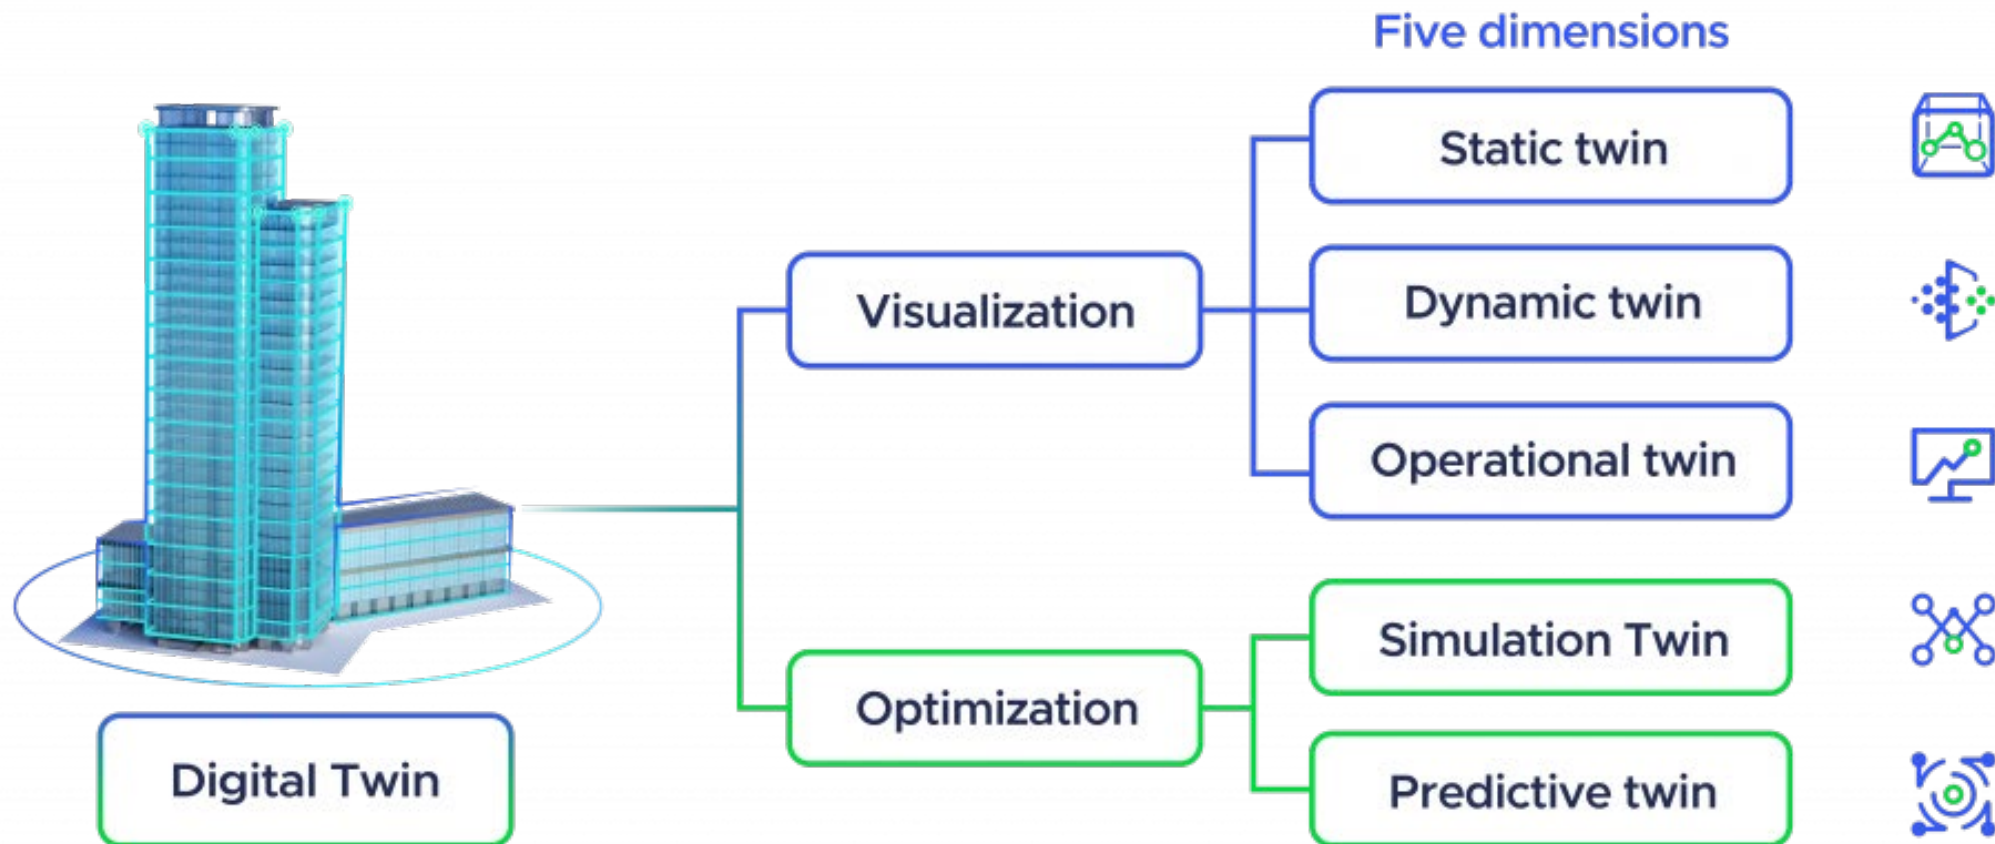 Five dimensions
Static twin
Dynamic twin
Visualization
Operational twin
Simulation Twin
Optimization
Predictive twin
Digital Twin